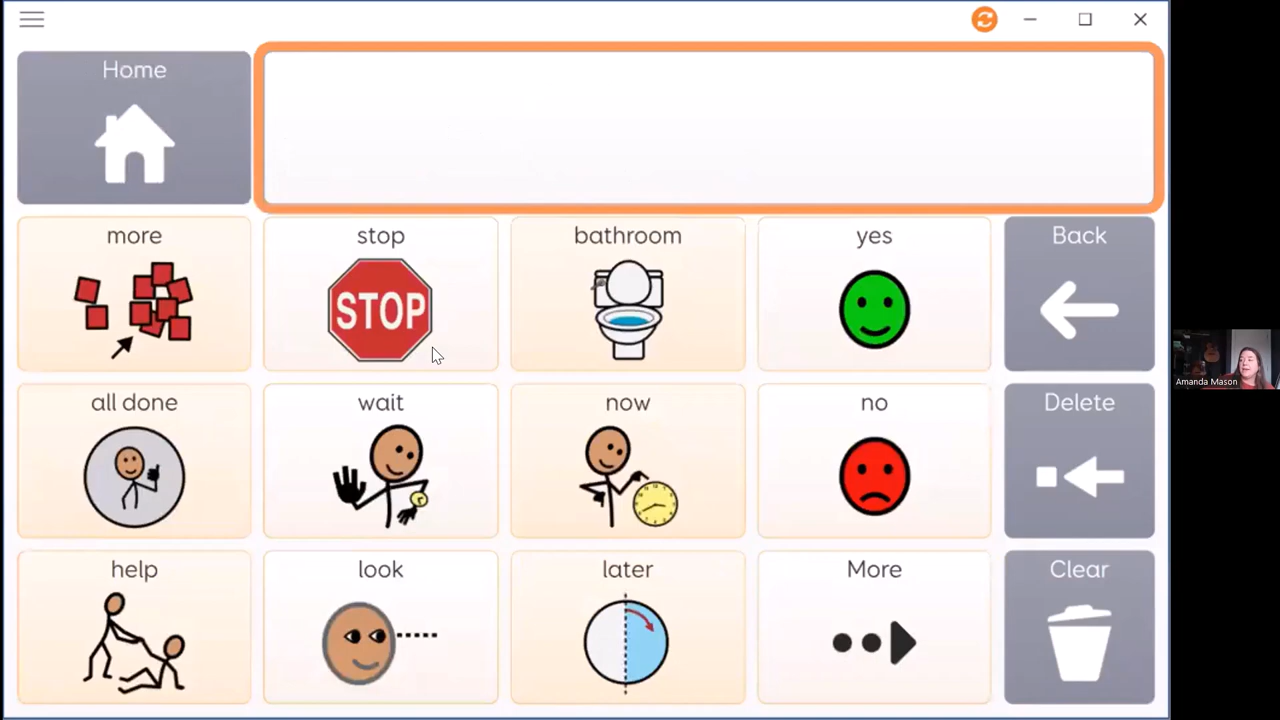 Home
more
stop
bathroom
yes
Back
STOP
all done
wait
now
no
Delete
help
look
later
More
Clear
Amanda Mason